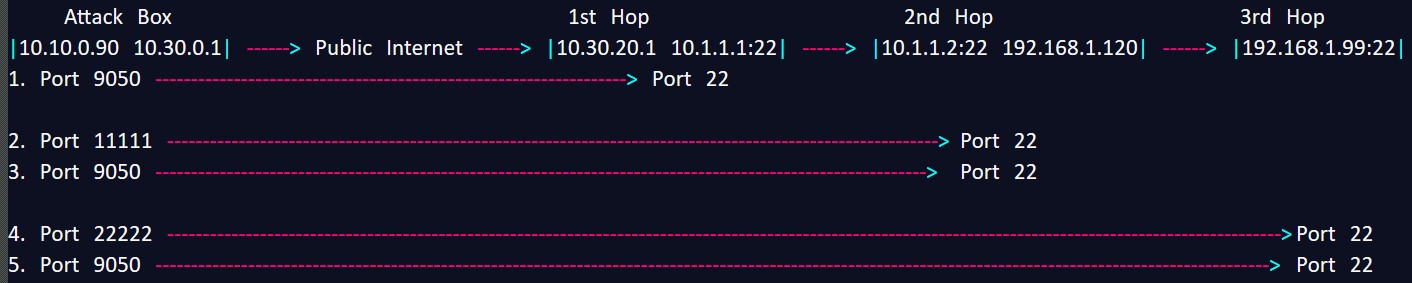 Attack Box 1st Hop 2nd Hop 3rd Hop
|10.10.0.90 10.30.0.1| ------> Public Internet ------> |10.30.20.1 10.1.1.1:22| ------> |10.1.1.2:22 192.168.1.120| ------> |192.168.1.99:22|
1. Port 9050 ------------------------------------------> Port 22
2. Port 11111 ----------------------------------------------------------------------> Port 22
3. Port 9050 ----------------------------------------------------------------------> Port 22
4. Port 22222 ----------------------------------------------------------------------------------------------------> Port 22
5. Port 9050 ----------------------------------------------------------------------------------------------------> Port 22